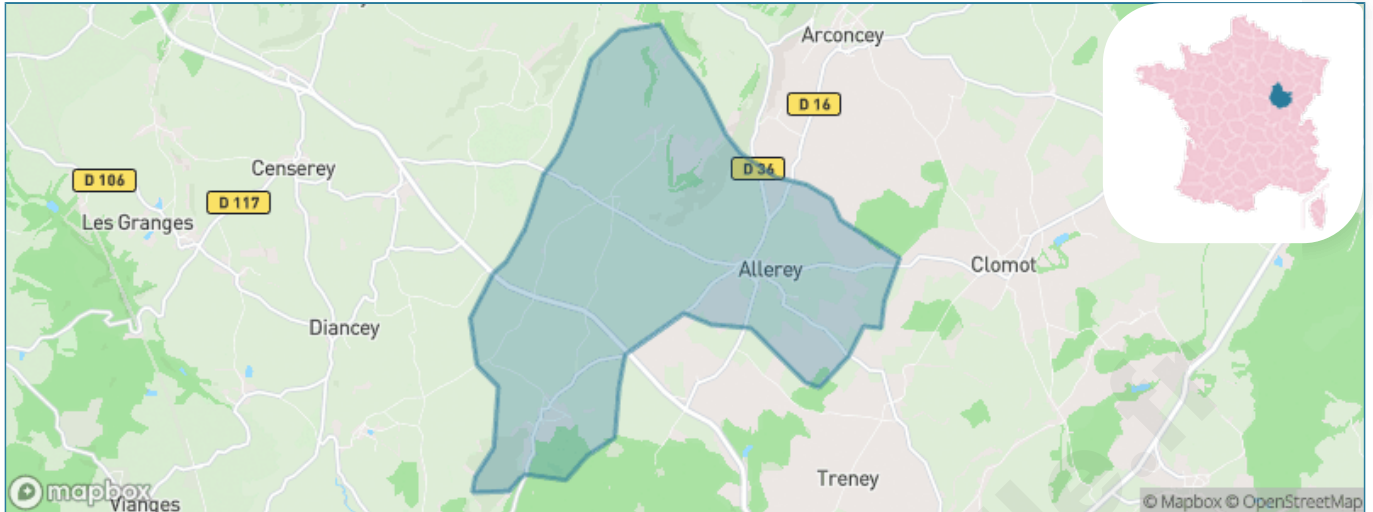 Arconcey
D 16
Censerey
D 36
D 106
D 117
Les Granges
Allerey
Clomot
Diancey
Treney
mapbox
Vianges
© Mapbox © OpenStreetMap